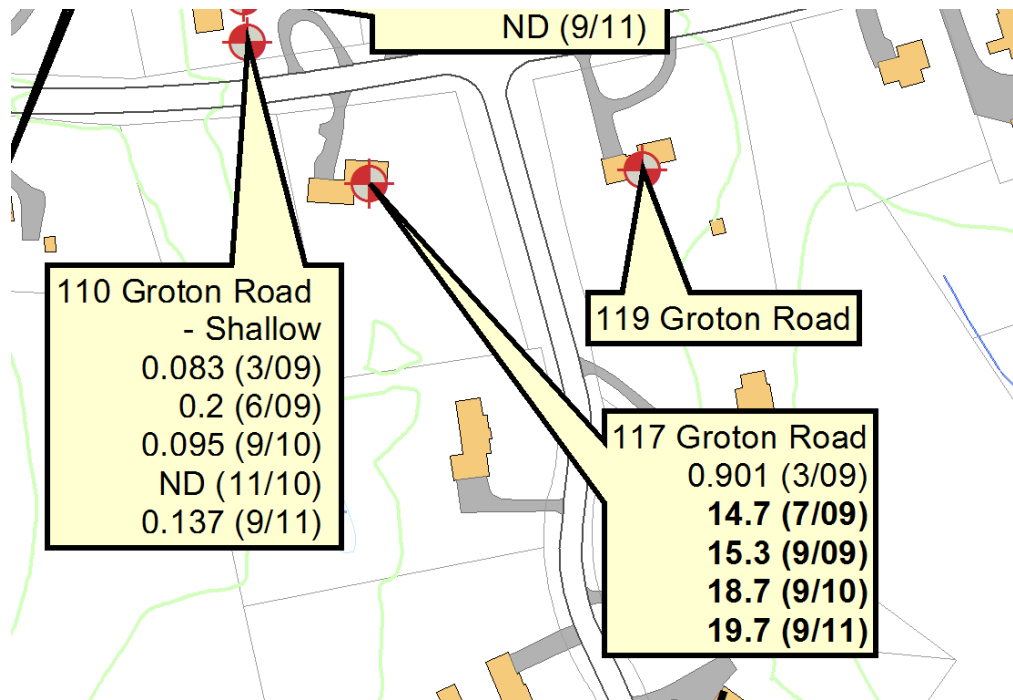 ND (9/11)
110 Groton Road
- Shallow
0.083 (3/09)
0.2 (6/09)
0.095 (9/10)
ND (11/10)
0.137 (9/11)
119 Groton Road
117 Groton Road
0.901 (3/09)
14.7 (7/09)
15.3 (9/09)
18.7 (9/10)
19.7 (9/11)